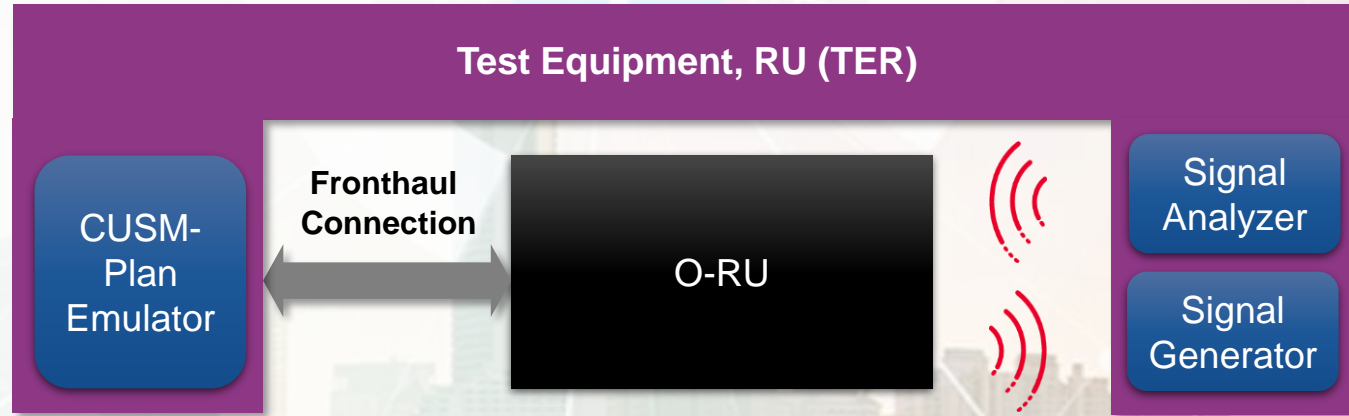 Test Equipment, RU (TER)
Fronthaul
Connection
CUSM-
Plan
Emulator
O-RU
Signal
Analyzer
Signal
Generator